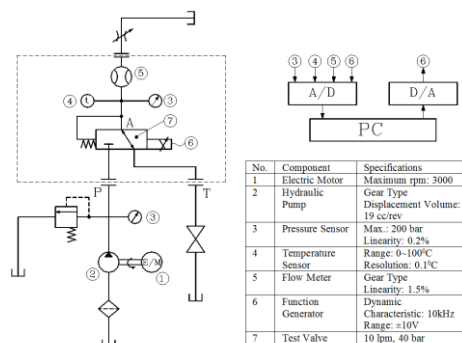 ⑤
④ t ③
A ⑦
⑥
P T
③
② E/M ①
③ ④ ⑤ ⑥ ⑥
A/D D/A
PC
No. Component Specifications
1 Electric Motor Maximum rpm: 3000
2 Hydraulic Pump Gear Type
Displacement Volume:
19 cc/rev
3 Pressure Sensor Max.: 200 bar
Linearity: 0.2%
4 Temperature Sensor Range: 0~100⁰C
Resolution: 0.1⁰C
5 Flow Meter Gear Type
Linearity: 1.5%
6 Function Generator Dynamic
Characteristic: 10kHz
Range: ±10V
7 Test Valve 10 lpm, 40 bar